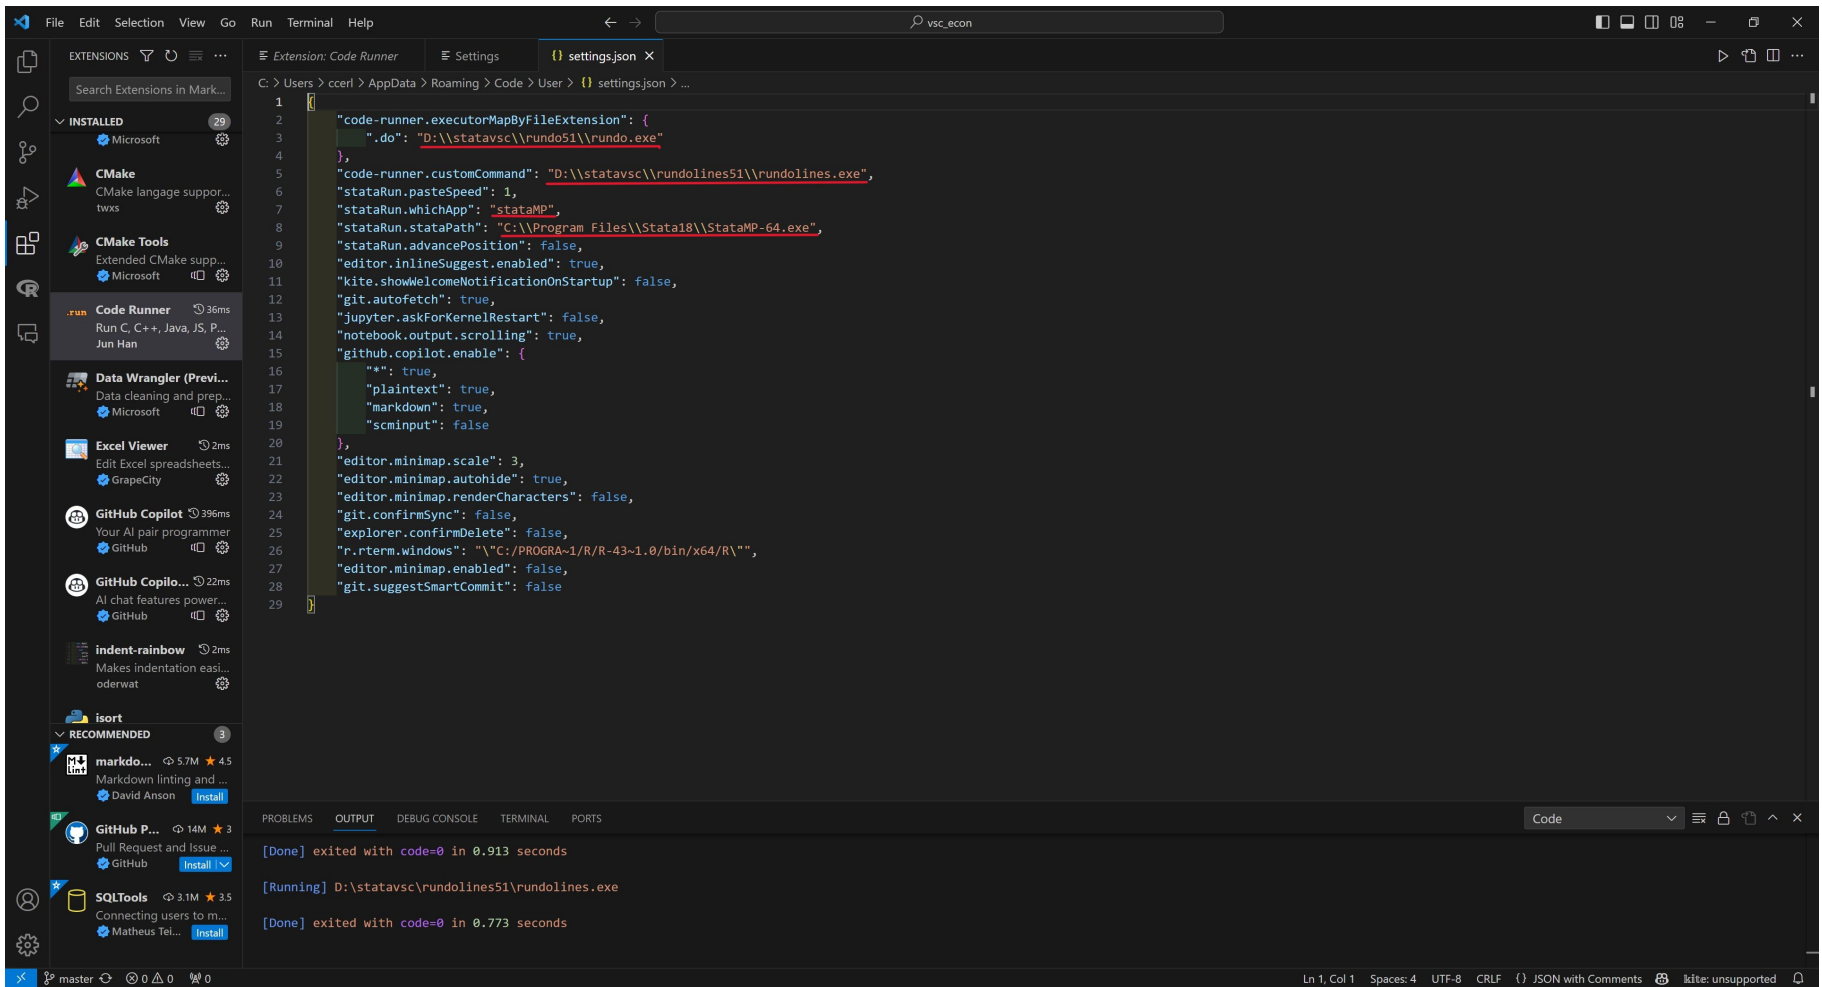 File Edit Selection View Go Run Terminal Help
vsc_econ
EXTENSIONS
Search Extensions in Mark...
INSTALLED 29
Microsoft
CMake
CMake langage suppor...
twxs
CMake Tools
Extended CMake supp...
Microsoft
.run Code Runner 36ms
Run C, C++, Java, JS, P...
Jun Han
Data Wrangler (Previ...
Data cleaning and prep...
Microsoft
Excel Viewer 2ms
Edit Excel spreadsheets...
GrapeCity
GitHub Copilot 396ms
Your AI pair programmer
GitHub
GitHub Copilo... 22ms
AI chat features power...
GitHub
indent-rainbow 2ms
Makes indentation easi...
oderwat
isort
RECOMMENDED 3
markdo... 5.7M ★ 4.5
Markdown linting and ...
David Anson Install
GitHub P... 14M ★ 3
Pull Request and Issue ...
GitHub Install
SQLTools 3.1M ★ 3.5
Connecting users to m...
Matheus Tei... Install
Extension: Code Runner Settings {} settings.json
C: > Users > ccerl > AppData > Roaming > Code > User > {} settings.json > ...
1 {
2 "code-runner.executorMapByFileExtension": {
3 ".do": "D:\\statavsc\\rundo51\\rundo.exe"
4 },
5 "code-runner.customCommand": "D:\\statavsc\\rundolines51\\rundolines.exe",
6 "stataRun.pasteSpeed": 1,
7 "stataRun.whichApp": "stataMP",
8 "stataRun.stataPath": "C:\\Program Files\\Stata18\\StataMP-64.exe",
9 "stataRun.advancePosition": false,
10 "editor.inlineSuggest.enabled": true,
11 "kite.showWelcomeNotificationOnStartup": false,
12 "git.autofetch": true,
13 "jupyter.askForKernelRestart": false,
14 "notebook.output.scrolling": true,
15 "github.copilot.enable": {
16 "*": true,
17 "plaintext": true,
18 "markdown": true,
19 "scminput": false
20 },
21 "editor.minimap.scale": 3,
22 "editor.minimap.autohide": true,
23 "editor.minimap.renderCharacters": false,
24 "git.confirmSync": false,
25 "explorer.confirmDelete": false,
26 "r.rterm.windows": "\"C:/PROGRA~1/R/R-43~1.0/bin/x64/R\"",
27 "editor.minimap.enabled": false,
28 "git.suggestSmartCommit": false
29 }
PROBLEMS OUTPUT DEBUG CONSOLE TERMINAL PORTS Code
[Done] exited with code=0 in 0.913 seconds
[Running] D:\statavsc\rundolines51\rundolines.exe
[Done] exited with code=0 in 0.773 seconds
master 0 0 0 Ln 1, Col 1 Spaces: 4 UTF-8 CRLF {} JSON with Comments kite: unsupported